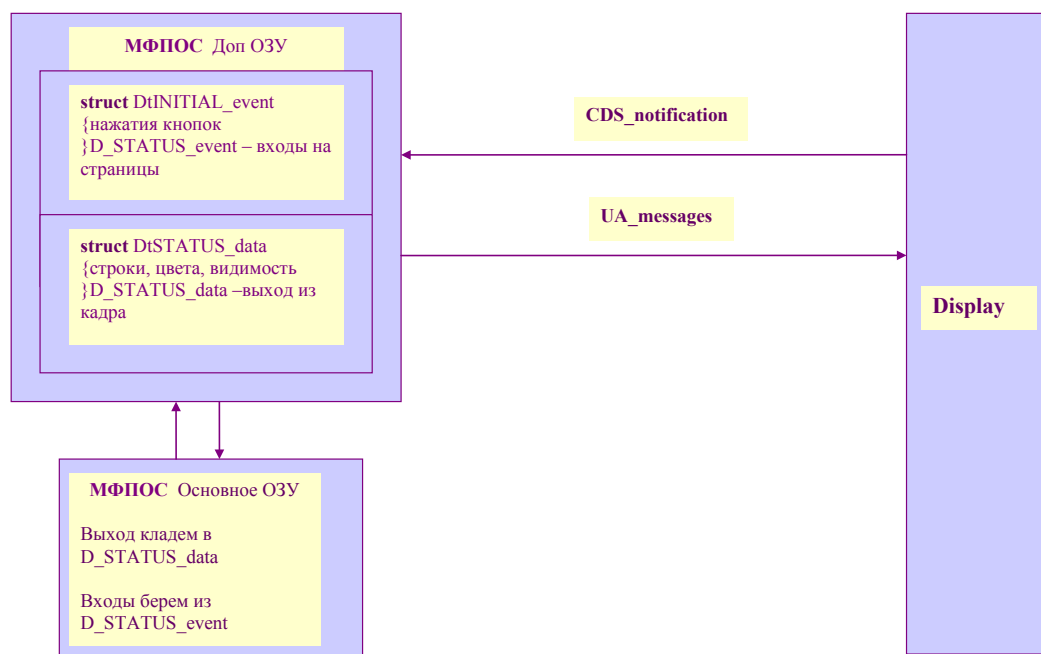 МФПОС Доп ОЗУ
struct DtINITIAL_event
{нажатия кнопок
}D_STATUS_event – входы на
страницы
struct DtSTATUS_data
{строки, цвета, видимость
}D_STATUS_data –выход из
кадра
CDS_notification
UA_messages
Display
МФПОС Основное ОЗУ
Выход кладем в
D_STATUS_data
Входы берем из
D_STATUS_event